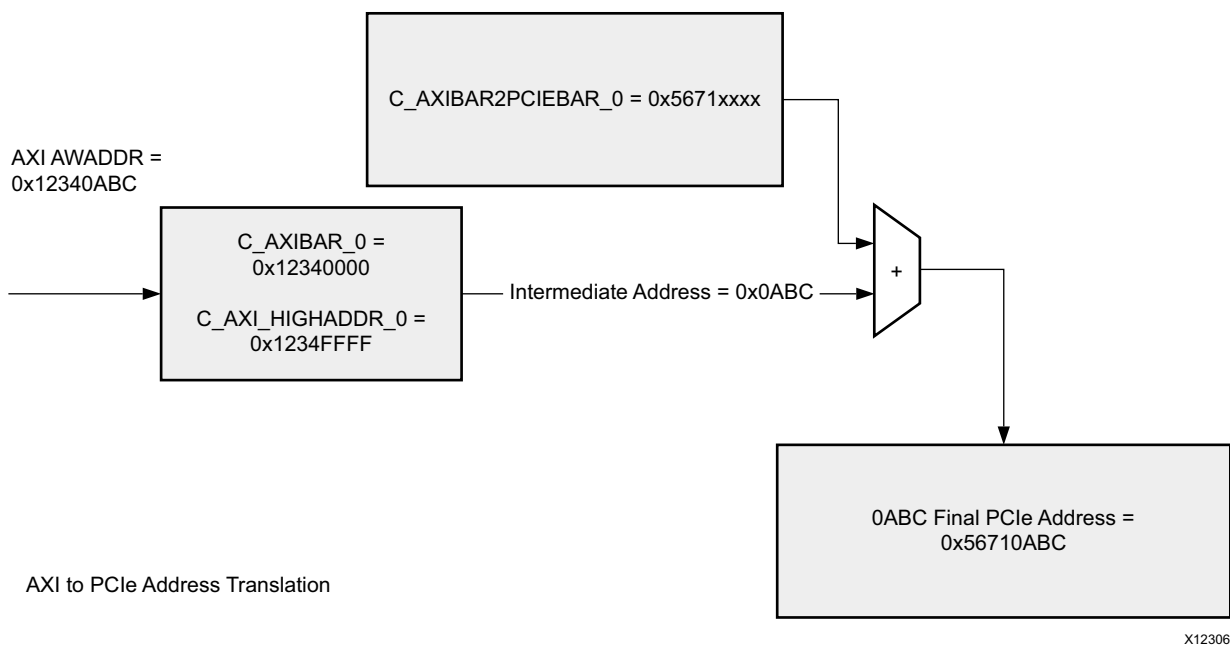 C_AXIBAR2PCIEBAR_0 = 0x5671xxxx
AXI AWADDR =
0x12340ABC
C_AXIBAR_0 =
0x12340000
C_AXI_HIGHADDR_0 =
0x1234FFFF
Intermediate Address = 0x0ABC
+
0ABC Final PCIe Address =
0x56710ABC
AXI to PCIe Address Translation
X12306